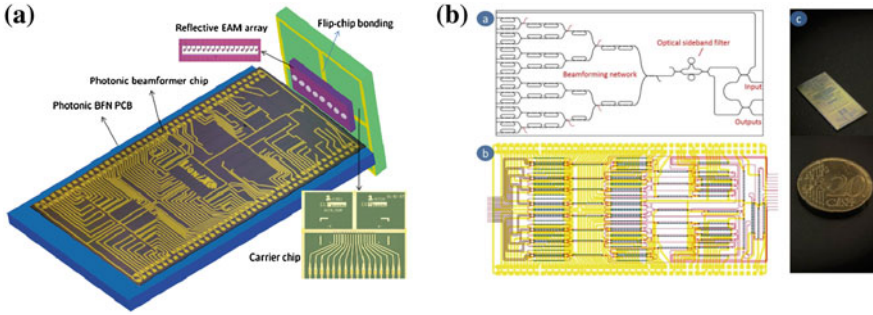 (a)
Reflective EAM array
Flip-chip bonding
Photonic beamformer chip
Photonic BFN PCB
Carrier chip
(b)
a
Optical sideband filter
Beamforming network
Input
Outputs
b
c
20